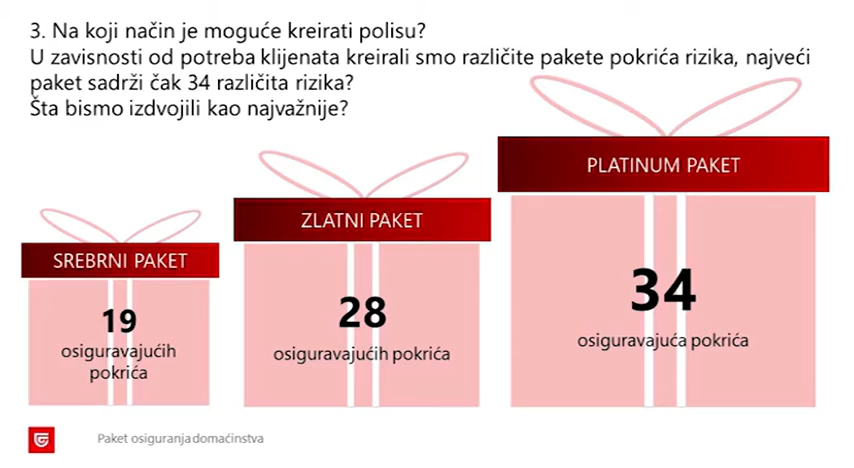 3. Na koji način je moguće kreirati polisu?
U zavisnosti od potreba klijenata kreirali smo različite pakete pokrića rizika, najveći
paket sadrži čak 34 različita rizika?
Šta bismo izdvojili kao najvažnije?
SREBRNI PAKET
19
osiguravajućih
pokrića
ZLATNI PAKET
28
osiguravajućih pokrića
PLATINUM PAKET
34
osiguravajuća pokrića
Paket osiguranja domaćinstva